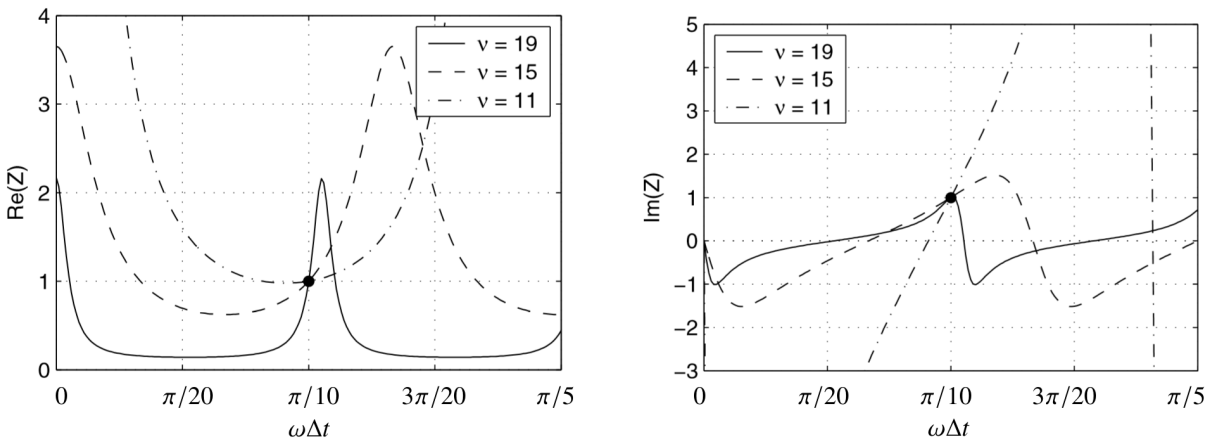 4
3
2
1
0
Re(Z)
ν = 19
ν = 15
ν = 11
0
π/20
π/10
3π/20
π/5
ωΔt
5
4
3
2
1
0
−1
−2
−3
Im(Z)
ν = 19
ν = 15
ν = 11
0
π/20
π/10
3π/20
π/5
ωΔt